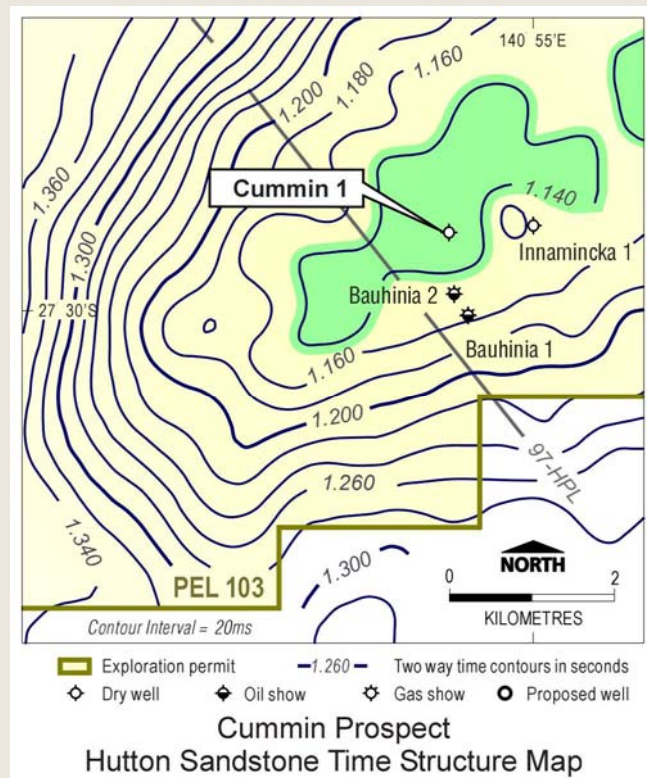 140 55'E
1.160
1.180
1.200
1.360
Cummin 1
1.140
1.300
Innamincka 1
27 30'S
Bauhinia 2
Bauhinia 1
1.160
1.200
97-HPL
1.260
1.340
1.300
NORTH
PEL 103
0 2
KILOMETRES
Contour Interval = 20ms
Exploration permit
1.260 Two way time contours in seconds
Dry well Oil show Gas show Proposed well
Cummin Prospect
Hutton Sandstone Time Structure Map